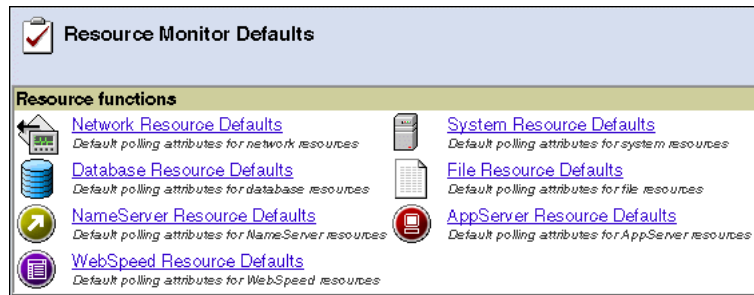 Resource Monitor Defaults
Resource functions
Network Resource Defaults
Default polling attributes for network resources
System Resource Defaults
Default polling attributes for system resources
Database Resource Defaults
Default polling attributes for database resources
File Resource Defaults
Default polling attributes for file resources
NameServer Resource Defaults
Default polling attributes for NameServer resources
AppServer Resource Defaults
Default polling attributes for AppServer resources
WebSpeed Resource Defaults
Default polling attributes for WebSpeed resources